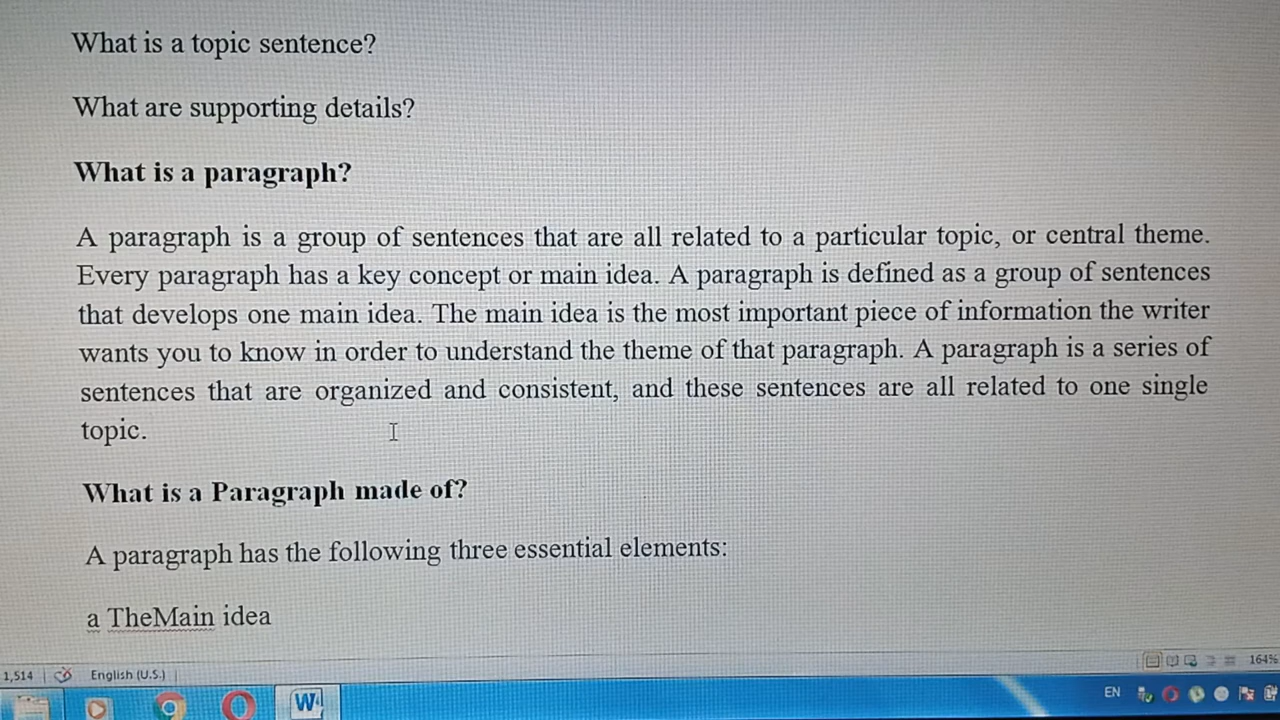 What is a topic sentence?
What are supporting details?
What is a paragraph?
A paragraph is a group of sentences that are all related to a particular topic, or central theme.
Every paragraph has a key concept or main idea. A paragraph is defined as a group of sentences
that develops one main idea. The main idea is the most important piece of information the writer
wants you to know in order to understand the theme of that paragraph. A paragraph is a series of
sentences that are organized and consistent, and these sentences are all related to one single
topic.
What is a Paragraph made of?
A paragraph has the following three essential elements:
a TheMain idea
1,514 English (U.S.) 164%
W EN